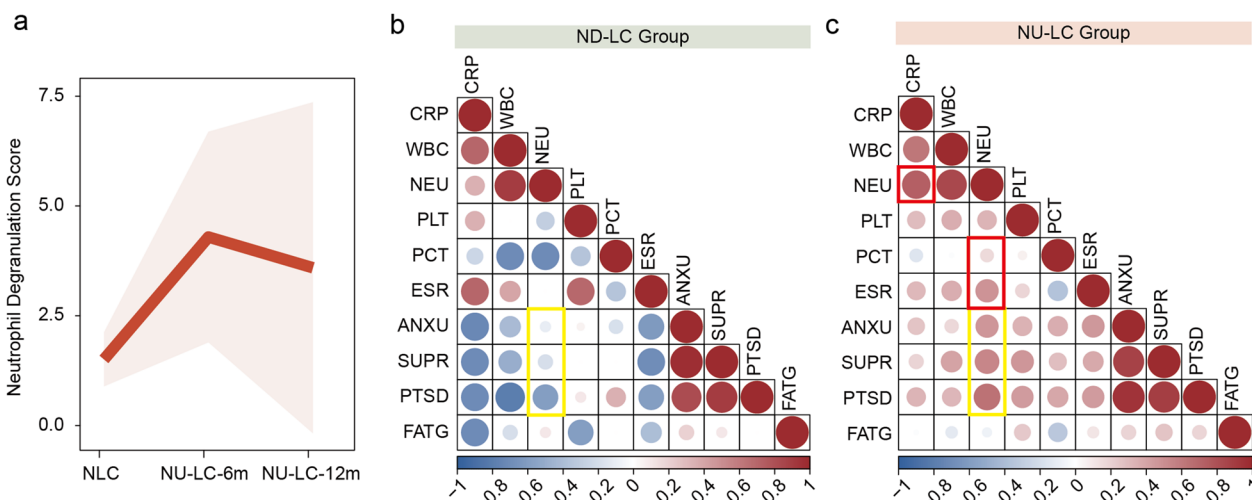 a
Neutrophil Degranulation Score
7.5
5.0
2.5
0.0
NLC
NU-LC-6m
NU-LC-12m
b
ND-LC Group
CRP
WBC
NEU
PLT
PCT
ESR
ANXU
SUPR
PTSD
FATG
CRP
WBC
NEU
PLT
PCT
ESR
ANXU
SUPR
PTSD
FATG
−1
0.8
0.6
0.4
0.2
0
0.2
0.4
0.6
0.8
1
c
NU-LC Group
CRP
WBC
NEU
PLT
PCT
ESR
ANXU
SUPR
PTSD
FATG
CRP
WBC
NEU
PLT
PCT
ESR
ANXU
SUPR
PTSD
FATG
−1
0.8
0.6
0.4
0.2
0
0.2
0.4
0.6
0.8
1